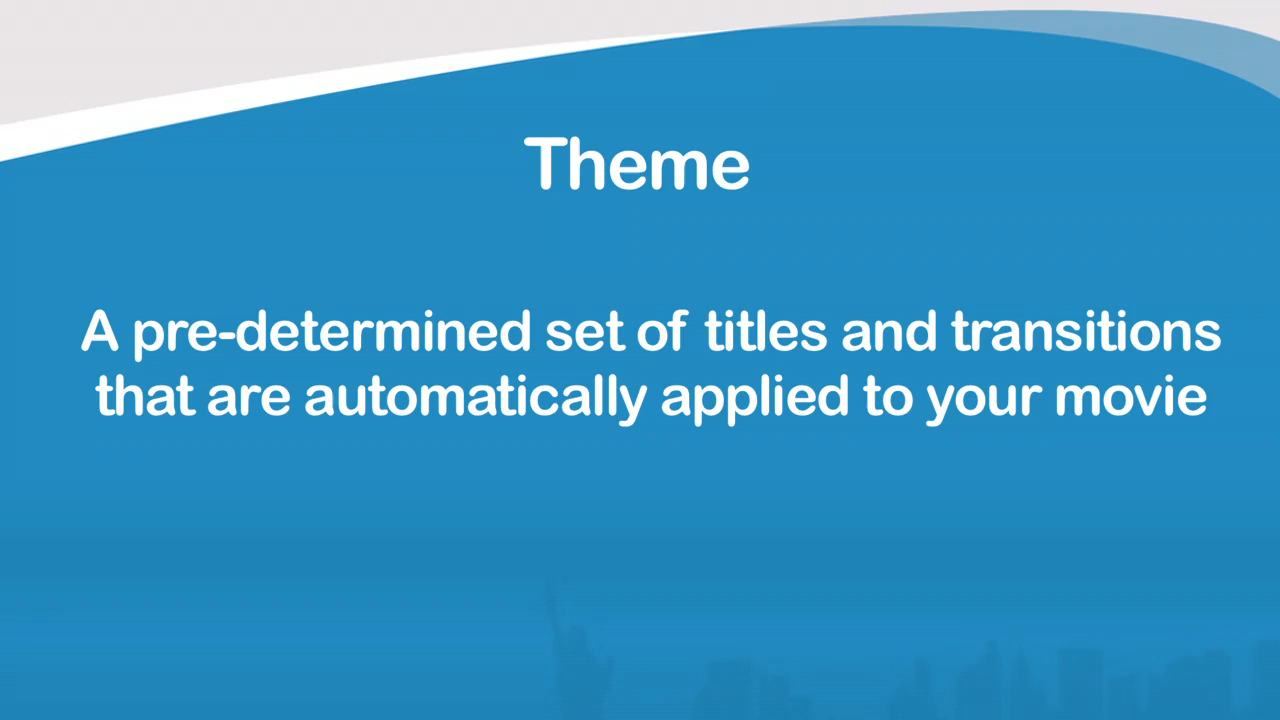 Theme
A pre-determined set of titles and transitions
that are automatically applied to your movie